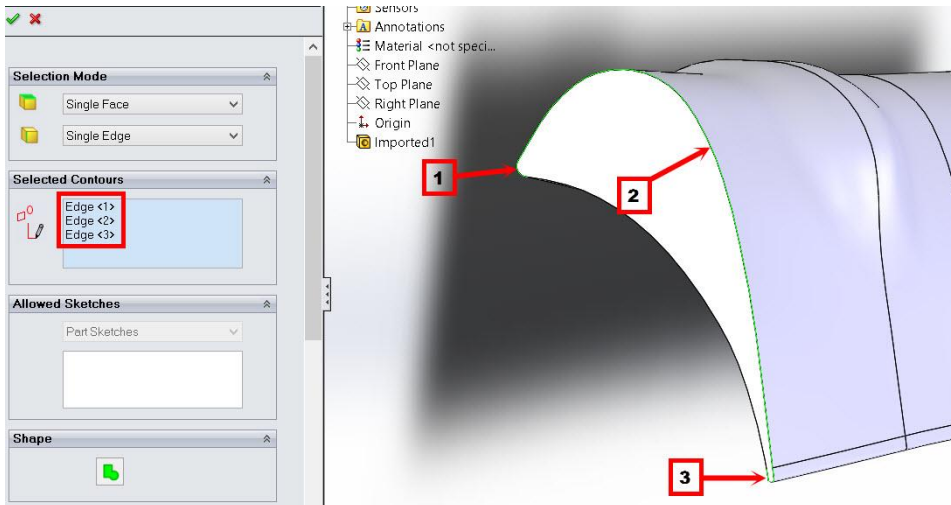 Selection Mode
Single Face
Single Edge
Selected Contours
Edge <1>
Edge <2>
Edge <3>
Allowed Sketches
Part Sketches
Shape
Sensors
A Annotations
Material <not speci...
Front Plane
Top Plane
Right Plane
Origin
Imported1
1
2
3